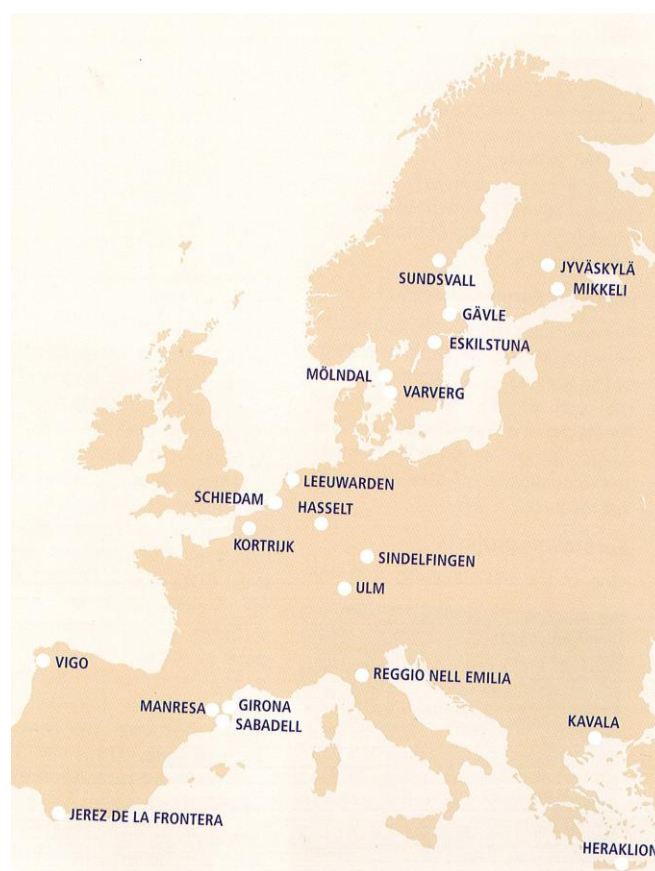 JYVÄSKYLÄ
SUNDSVALL
MIKKELI
GÄVLE
ESKILSTUNA
MÖLNDAL
VARVERG
LEEUWARDEN
SCHIEDAM
HASSELT
KORTRIJK
SINDELFINGEN
ULM
VIGO
REGGIO NELL EMILIA
MANRESA
GIRONA
SABADELL
KAVALA
JEREZ DE LA FRONTERA
HERAKLION